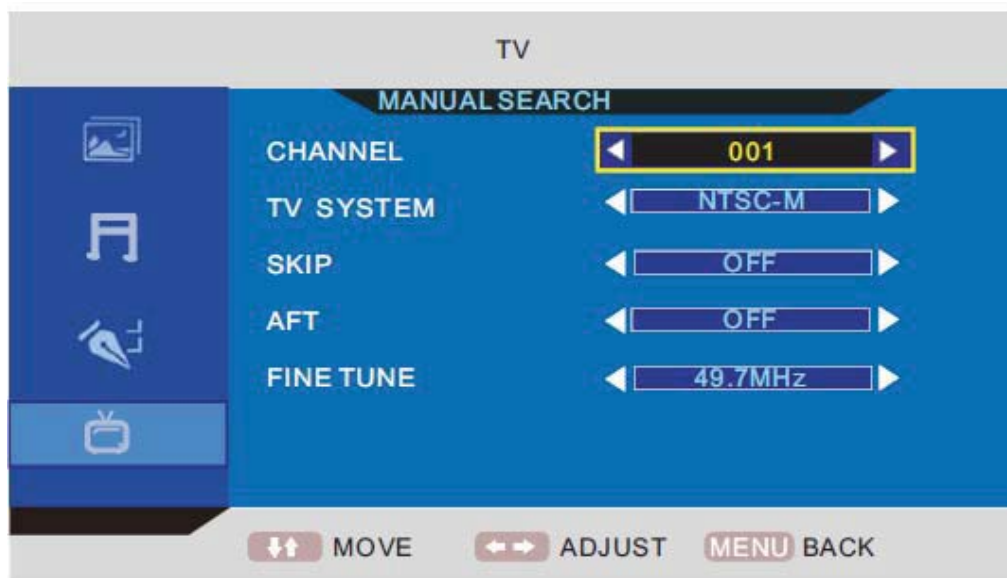 TV
MANUAL SEARCH
CHANNEL 001
TV SYSTEM NTSC-M
SKIP OFF
AFT OFF
FINE TUNE 49.7MHz
MOVE ADJUST MENU BACK